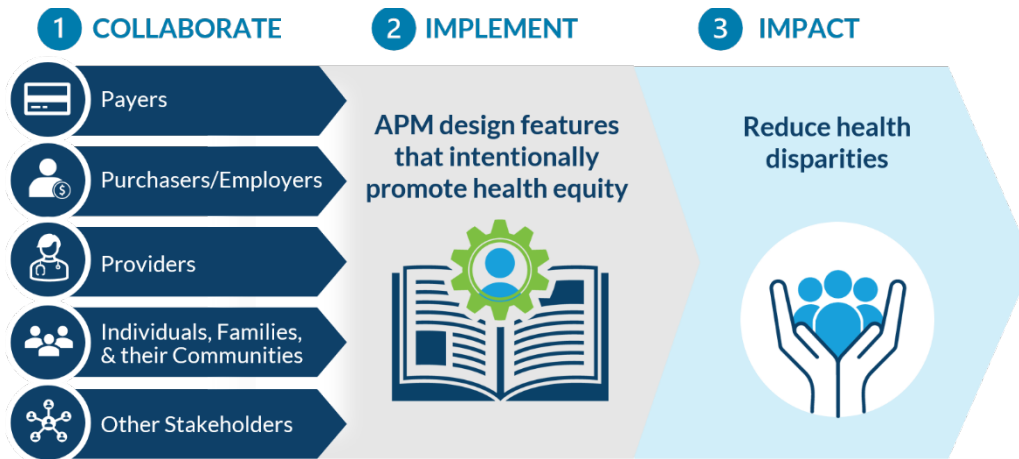 1 COLLABORATE
Payers
Purchasers/Employers
Providers
Individuals, Families,
& their Communities
Other Stakeholders
2 IMPLEMENT
APM design features
that intentionally
promote health equity
3 IMPACT
Reduce health
disparities